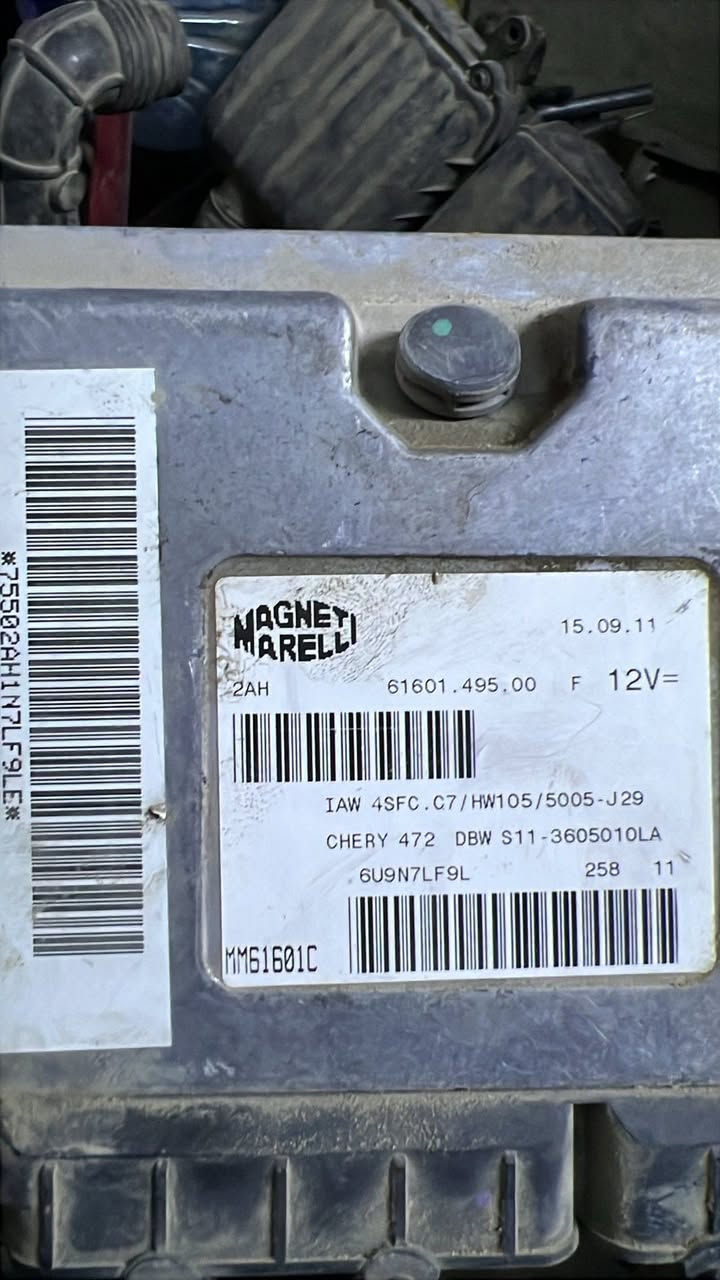 *75502AH1N7LF9LE*
MAGNETI
MARELLI
15.09.11
2AH 61601.495.00 F 12V=
IAW 4SFC.C7/HW105/5005-J29
CHERY 472 DBW S11-3605010LA
6U9N7LF9L 258 11
MM61601C